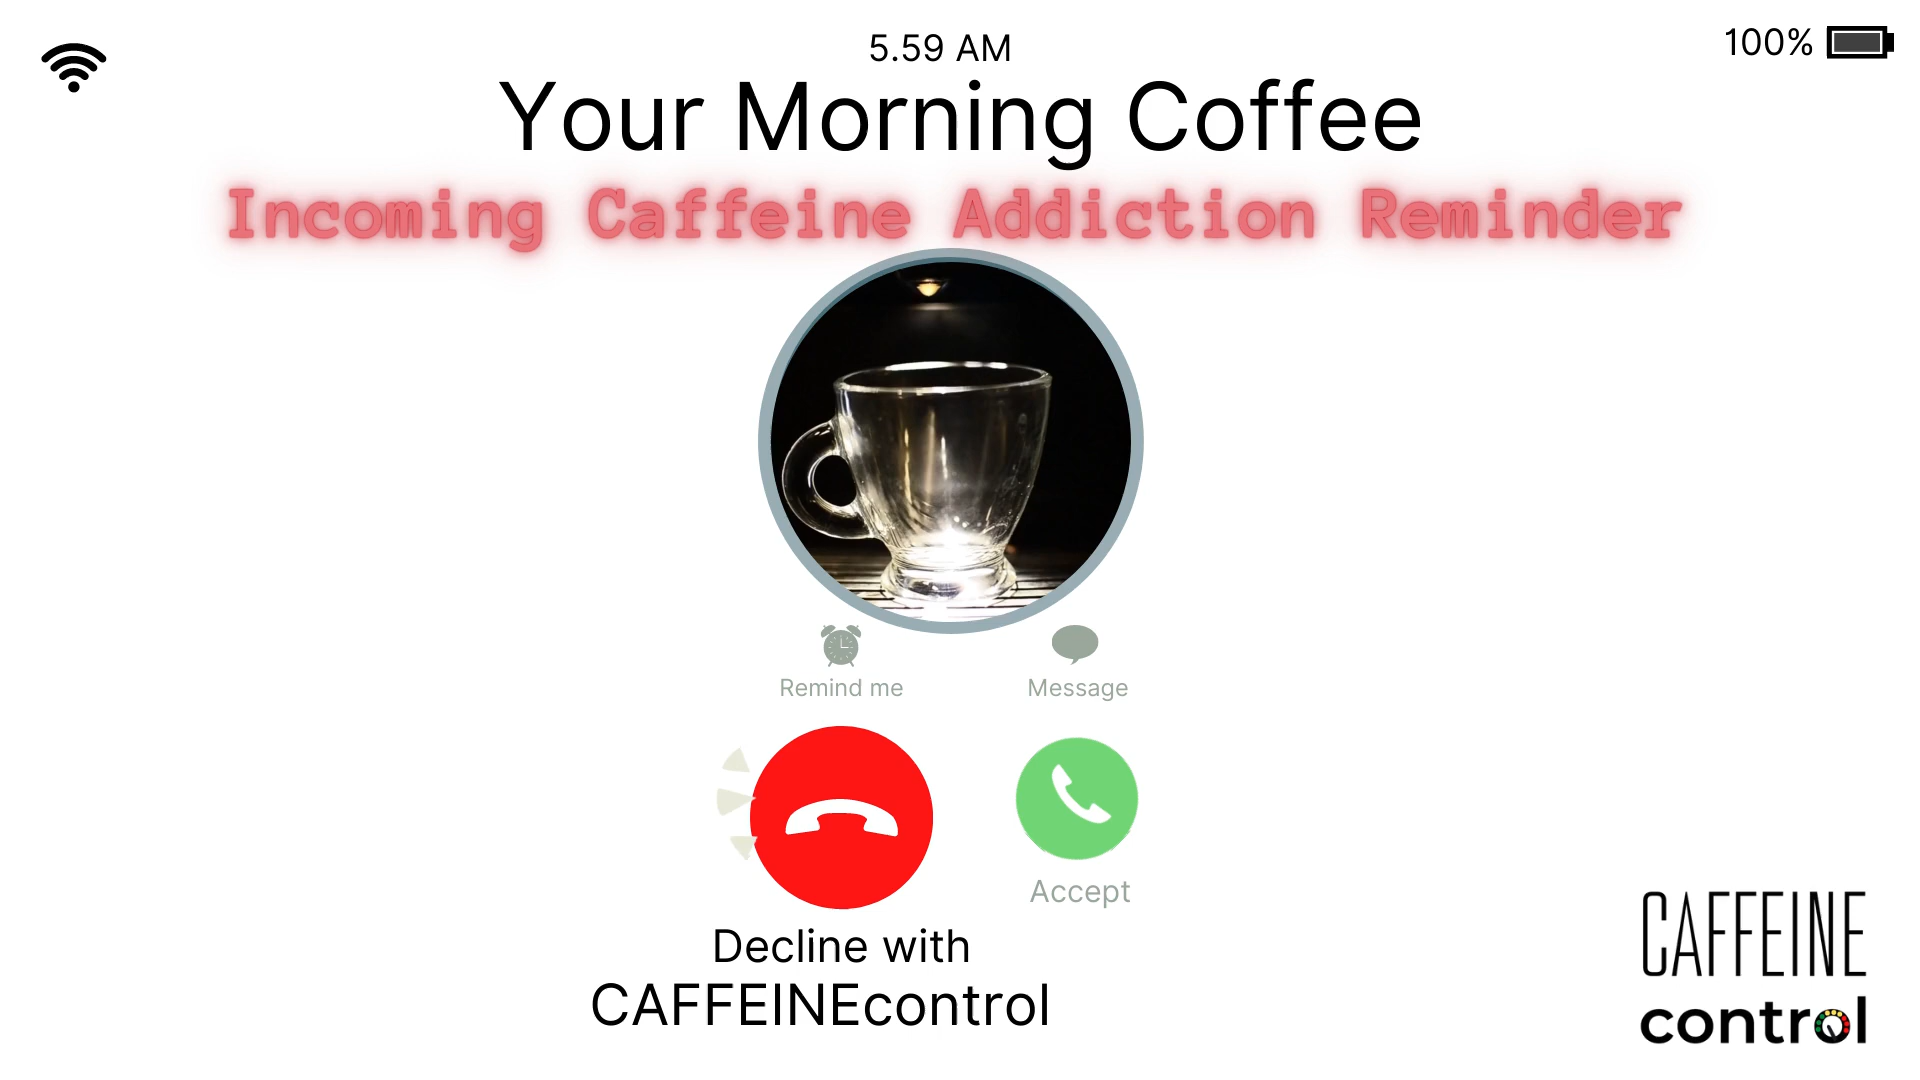 5.59 AM
100%
Your Morning Coffee
Incoming Caffeine Addiction Reminder
Remind me
Message
Accept
Decline with
CAFFEINEcontrol
CAFFEINE
control